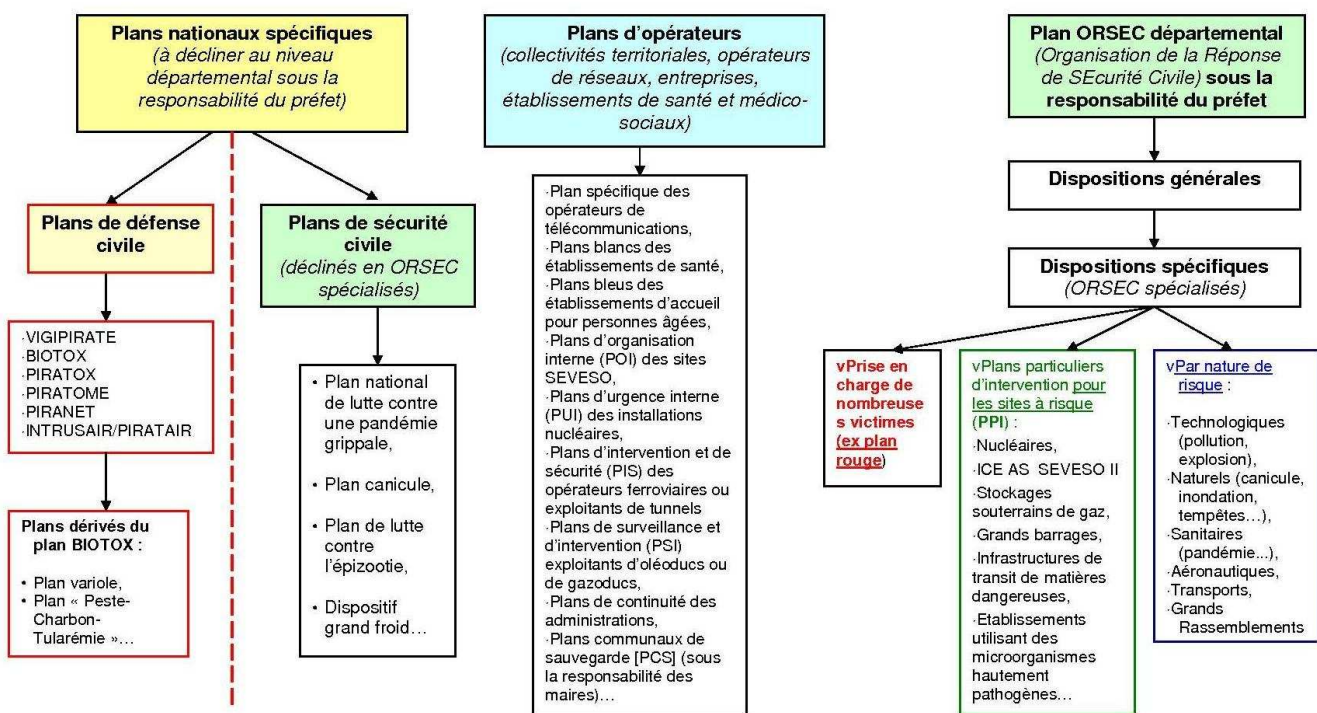 Plans nationaux spécifiques
(à décliner au niveau
départemental sous la
responsabilité du préfet)
Plans de défense
civile
·VIGIPIRATE
·BIOTOX
·PIRATOX
·PIRATOME
·PIRANET
·INTRUSAIR/PIRATAIR
Plans dérivés du
plan BIOTOX :
• Plan variole,
• Plan « Peste-
Charbon-
Tularémie »…
Plans de sécurité
civile
(déclinés en ORSEC
spécialisés)
• Plan national
de lutte contre
une pandémie
grippale,
• Plan canicule,
• Plan de lutte
contre
l'épizootie,
• Dispositif
grand froid…
Plans d'opérateurs
(collectivités territoriales, opérateurs
de réseaux, entreprises,
établissements de santé et médico-
sociaux)
·Plan spécifique des
opérateurs de
télécommunications,
·Plans blancs des
établissements de santé,
·Plans bleus des
établissements d'accueil
pour personnes âgées,
·Plans d'organisation
interne (POI) des sites
SEVESO,
·Plans d'urgence interne
(PUI) des installations
nucléaires,
·Plans d'intervention et de
sécurité (PIS) des
opérateurs ferroviaires ou
exploitants de tunnels
·Plans de surveillance et
d'intervention (PSI)
exploitants d'oléoducs ou
de gazoducs,
·Plans de continuité des
administrations,
·Plans communaux de
sauvegarde [PCS] (sous
la responsabilité des
maires)…
Plan ORSEC départemental
(Organisation de la Réponse
de SEcurité Civile) sous la
responsabilité du préfet
Dispositions générales
Dispositions spécifiques
(ORSEC spécialisés)
vPrise en
charge de
nombreuse
s victimes
(ex plan
rouge)
vPlans particuliers
d'intervention pour
les sites à risque
(PPI) :
·Nucléaires,
·ICE AS SEVESO II
·Stockages
souterrains de gaz,
·Grands barrages,
·Infrastructures de
transit de matières
dangereuses,
·Etablissements
utilisant des
microorganismes
hautement
pathogènes…
vPar nature de
risque :
·Technologiques
(pollution,
explosion),
·Naturels (canicule,
inondation,
tempêtes…),
·Sanitaires
(pandémie...),
·Aéronautiques,
·Transports,
·Grands
Rassemblements